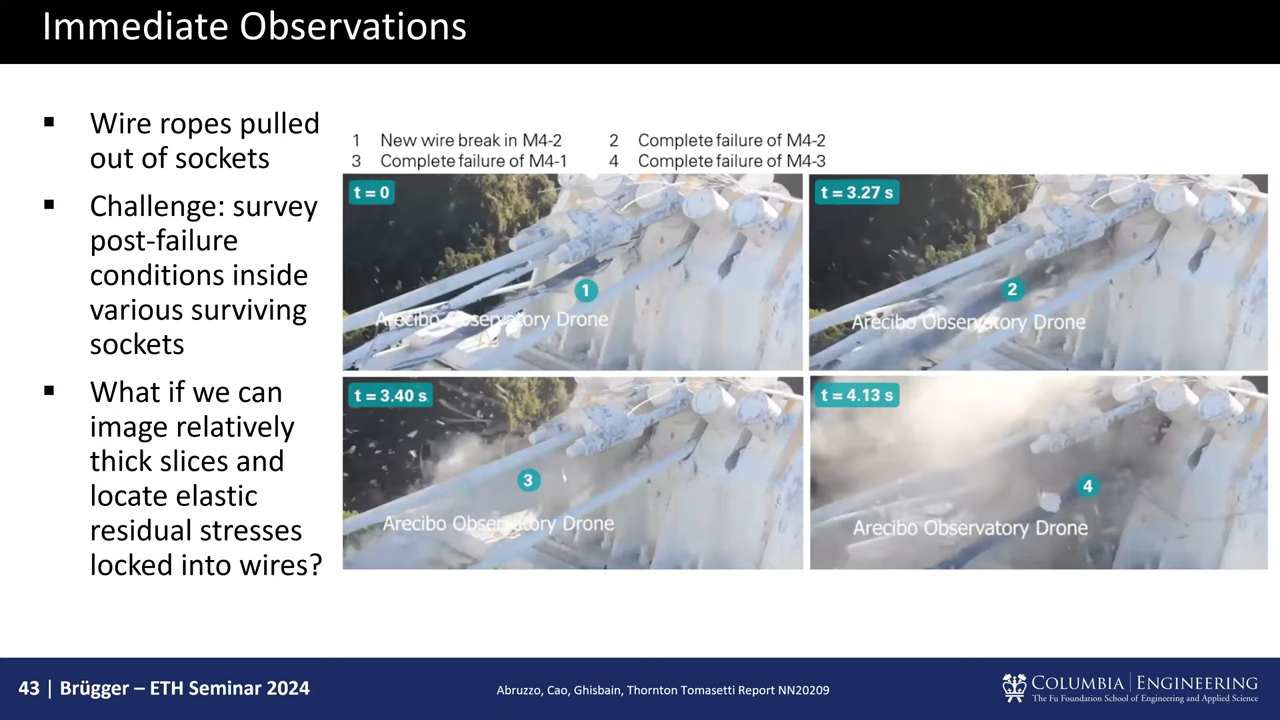 Immediate Observations
▪ Wire ropes pulled
out of sockets
▪ Challenge: survey
post-failure
conditions inside
various surviving
sockets
▪ What if we can
image relatively
thick slices and
locate elastic
residual stresses
locked into wires?
1 New wire break in M4-2 2 Complete failure of M4-2
3 Complete failure of M4-1 4 Complete failure of M4-3
t = 0
1
Arecibo Observatory Drone
t = 3.27 s
2
Arecibo Observatory Drone
t = 3.40 s
3
Arecibo Observatory Drone
t = 4.13 s
4
Arecibo Observatory Drone
43 | Brügger – ETH Seminar 2024
Abruzzo, Cao, Ghisbain, Thornton Tomasetti Report NN20209
COLUMBIA | ENGINEERING
The Fu Foundation School of Engineering and Applied Science